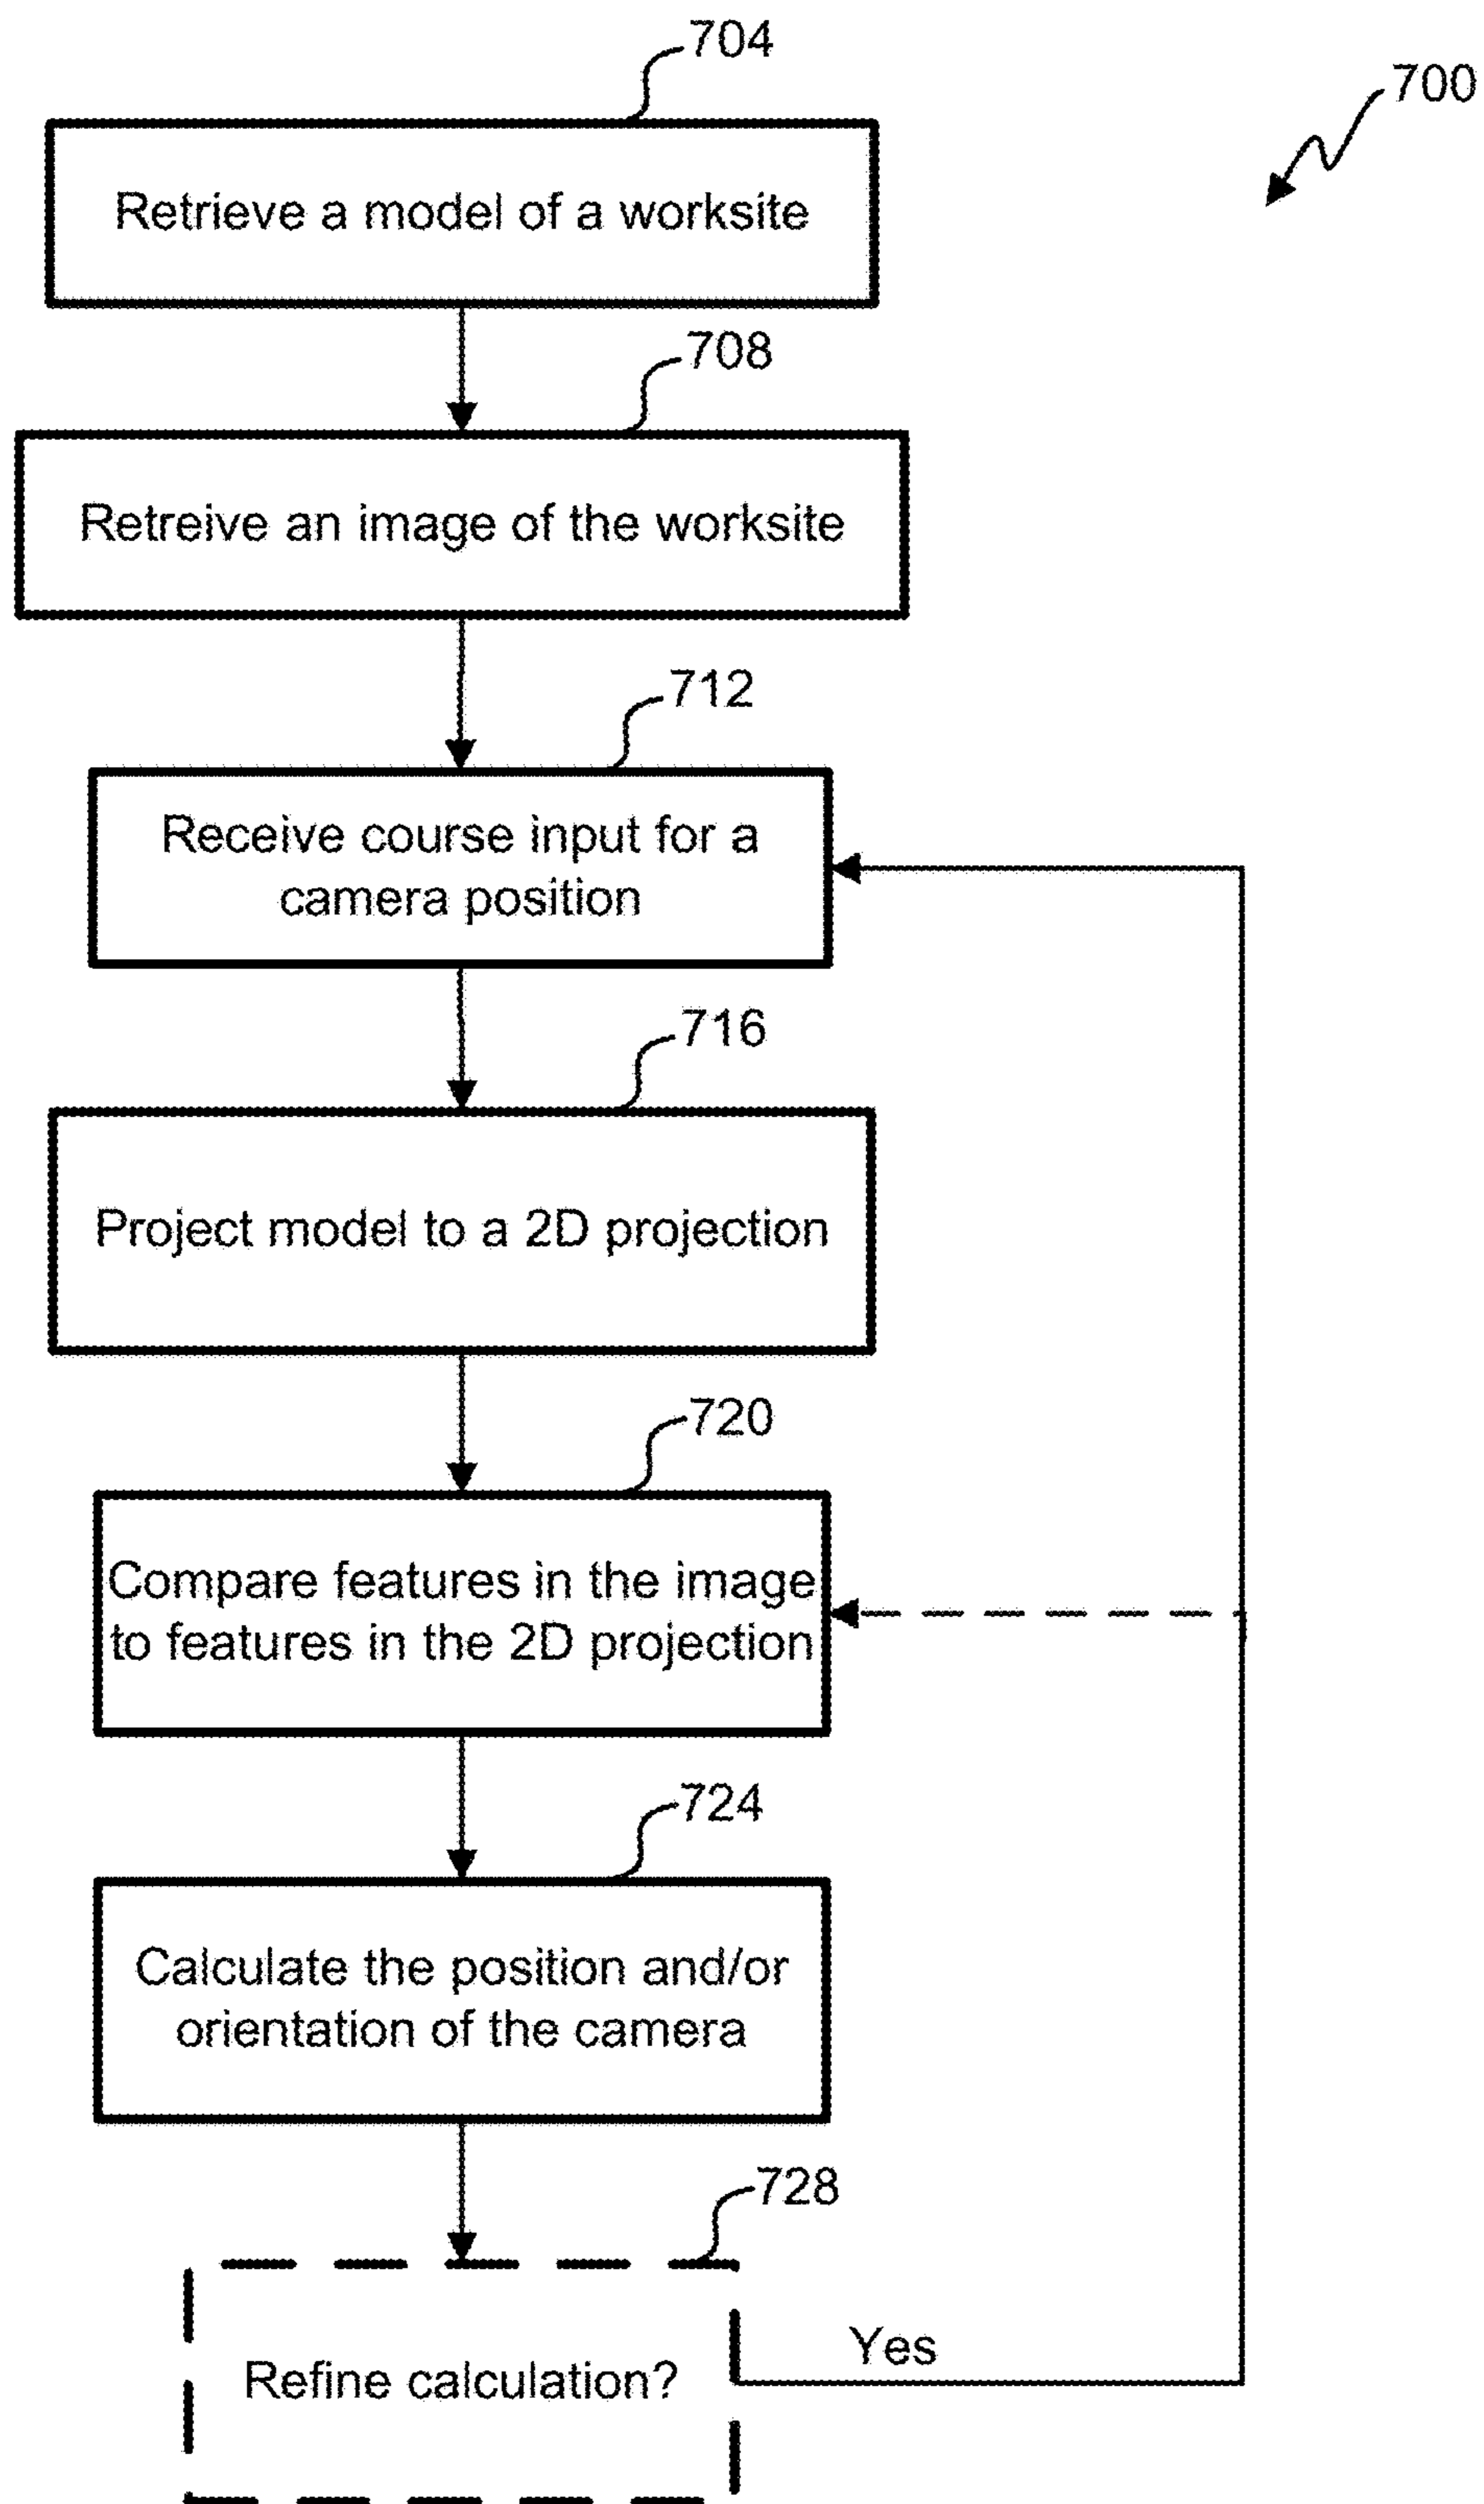 704
700
Retrieve a model of a worksite
708
Retreive an image of the worksite
712
Receive course input for a
camera position
716
Project model to a 2D projection
720
Compare features in the image
to features in the 2D projection
724
Calculate the position and/or
orientation of the camera
728
Refine calculation?
Yes